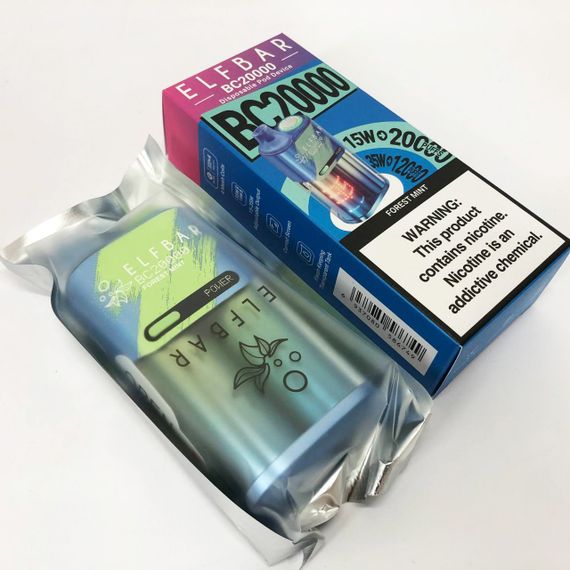 ELFBAR
BC20000
Disposable Pod Device
BC20000
15W 20000
35W 12000
FOREST MINT
WARNING:
This product
contains nicotine.
Nicotine is an
addictive chemical.
ELFBAR
BC20000
FOREST MINT
POWER
ELFBAR